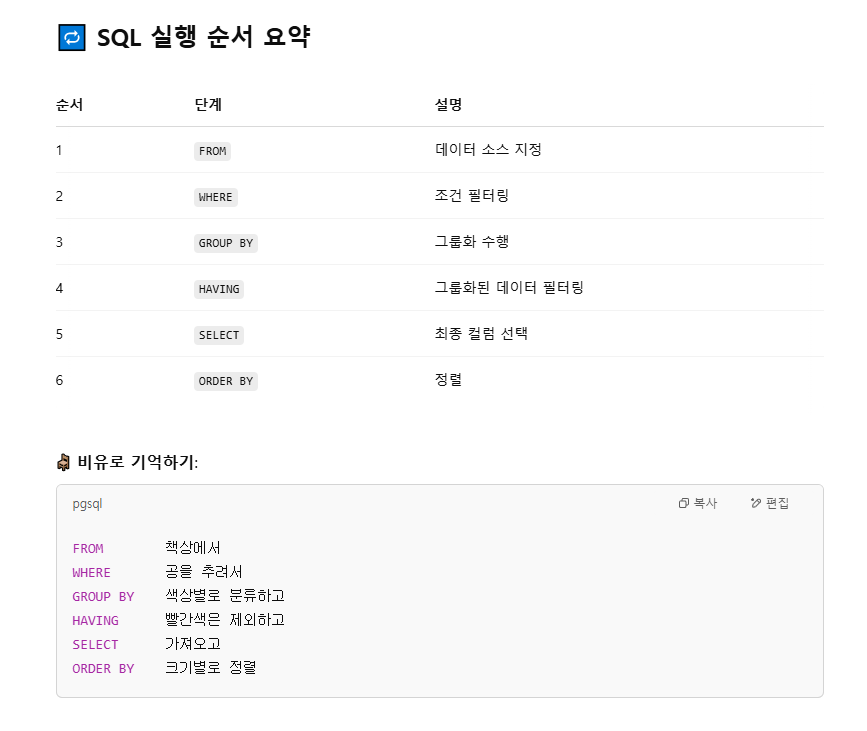 SQL 실행 순서 요약
순서 단계 설명
1 FROM 데이터 소스 지정
2 WHERE 조건 필터링
3 GROUP BY 그룹화 수행
4 HAVING 그룹화된 데이터 필터링
5 SELECT 최종 컬럼 선택
6 ORDER BY 정렬
비유로 기억하기:
pgsql 복사 편집
FROM 책상에서
WHERE 공을 추려서
GROUP BY 색상별로 분류하고
HAVING 빨간색은 제외하고
SELECT 가져오고
ORDER BY 크기별로 정렬